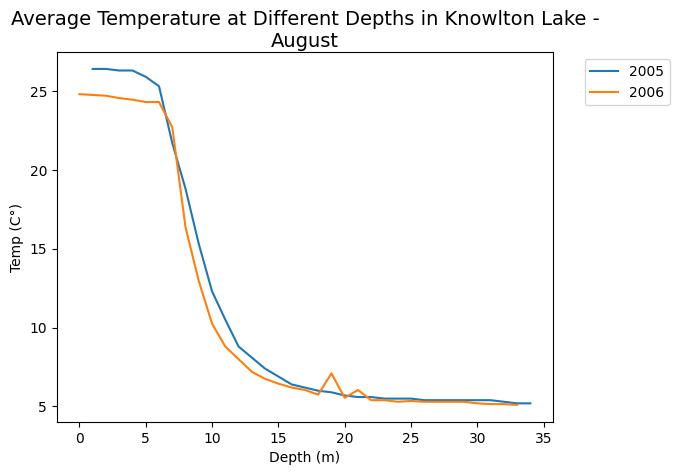 Average Temperature at Different Depths in Knowlton Lake -
August
2005
2006
Temp (C°)
25
20
15
10
5
0 5 10 15 20 25 30 35
Depth (m)